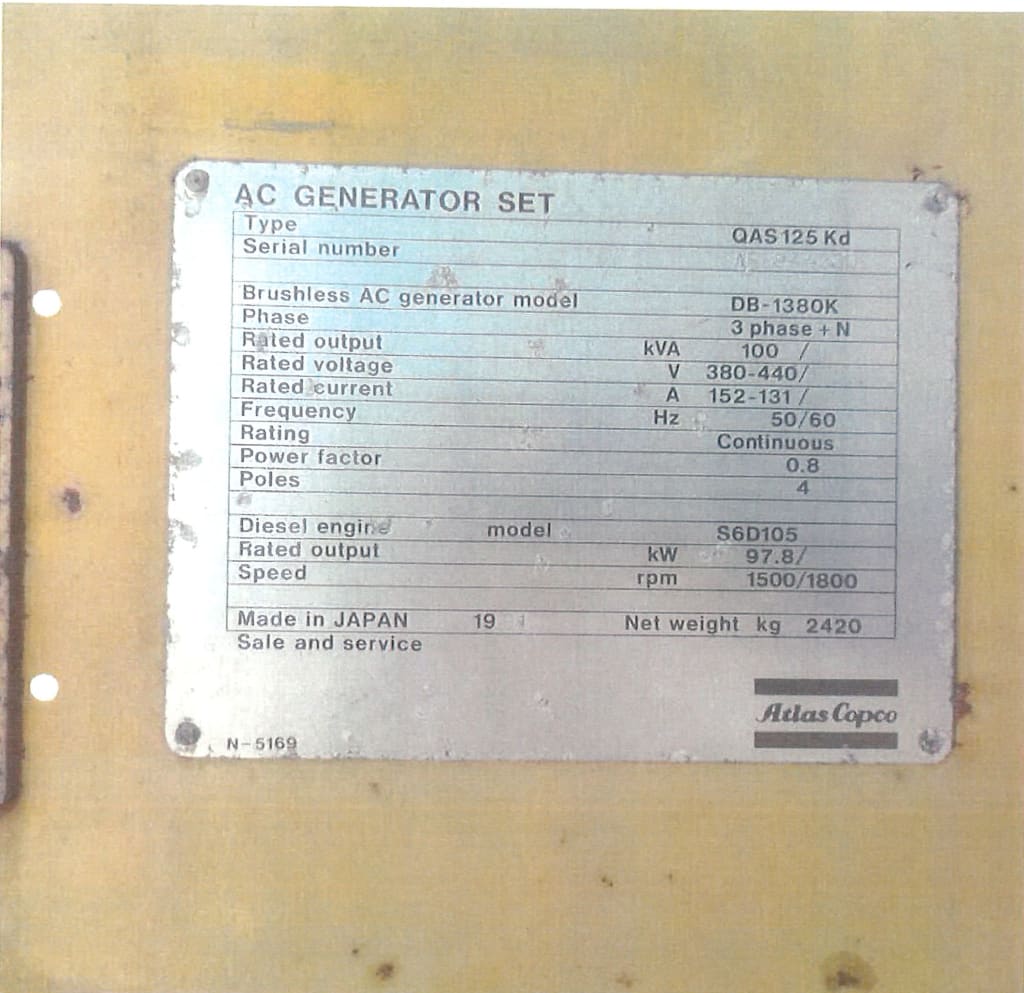 AC GENERATOR SET
Type QAS125 Kd
Serial number
Brushless AC generator model DB-1380K
Phase 3 phase + N
Rated output kVA 100 /
Rated voltage V 380-440/
Rated current A 152-131 /
Frequency Hz 50/60
Rating Continuous
Power factor 0.8
Poles 4
Diesel engine model S6D105
Rated output kW 97.8/
Speed rpm 1500/1800
Made in JAPAN 19 Net weight kg 2420
Sale and service
Atlas Copco
N-5169